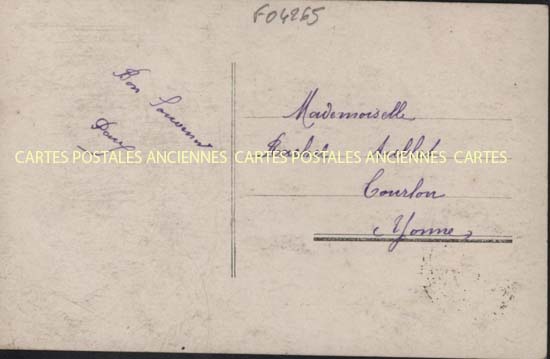 F04265
Bon Souvenir
Mademoiselle
CARTES POSTALES ANCIENNES CARTES POSTALES ANCIENNES CARTES
Courlon
(Yonne)